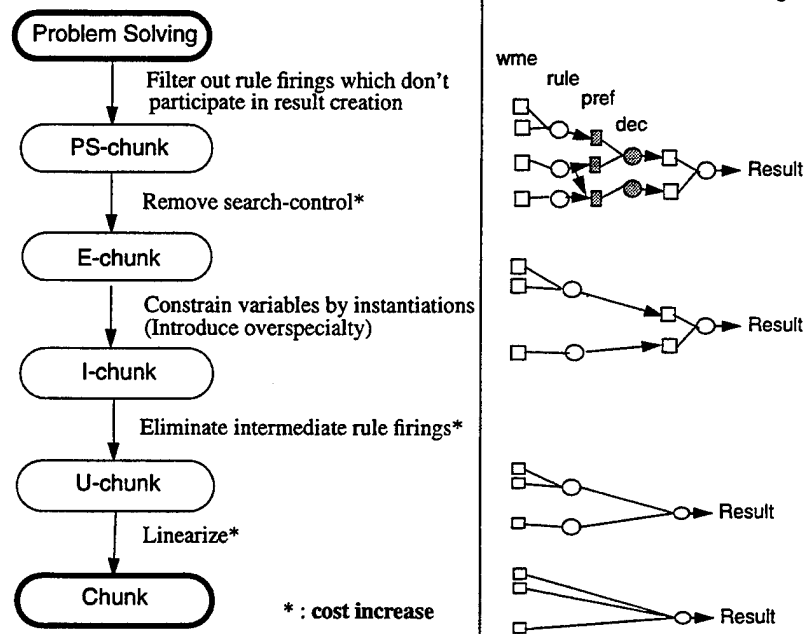 Problem Solving
Filter out rule firings which don't
participate in result creation
PS-chunk
Remove search-control*
E-chunk
Constrain variables by instantiations
(Introduce overspecialty)
I-chunk
Eliminate intermediate rule firings*
U-chunk
Linearize*
Chunk
* : cost increase
wme
rule
pref
dec
Result
Result
Result
Result